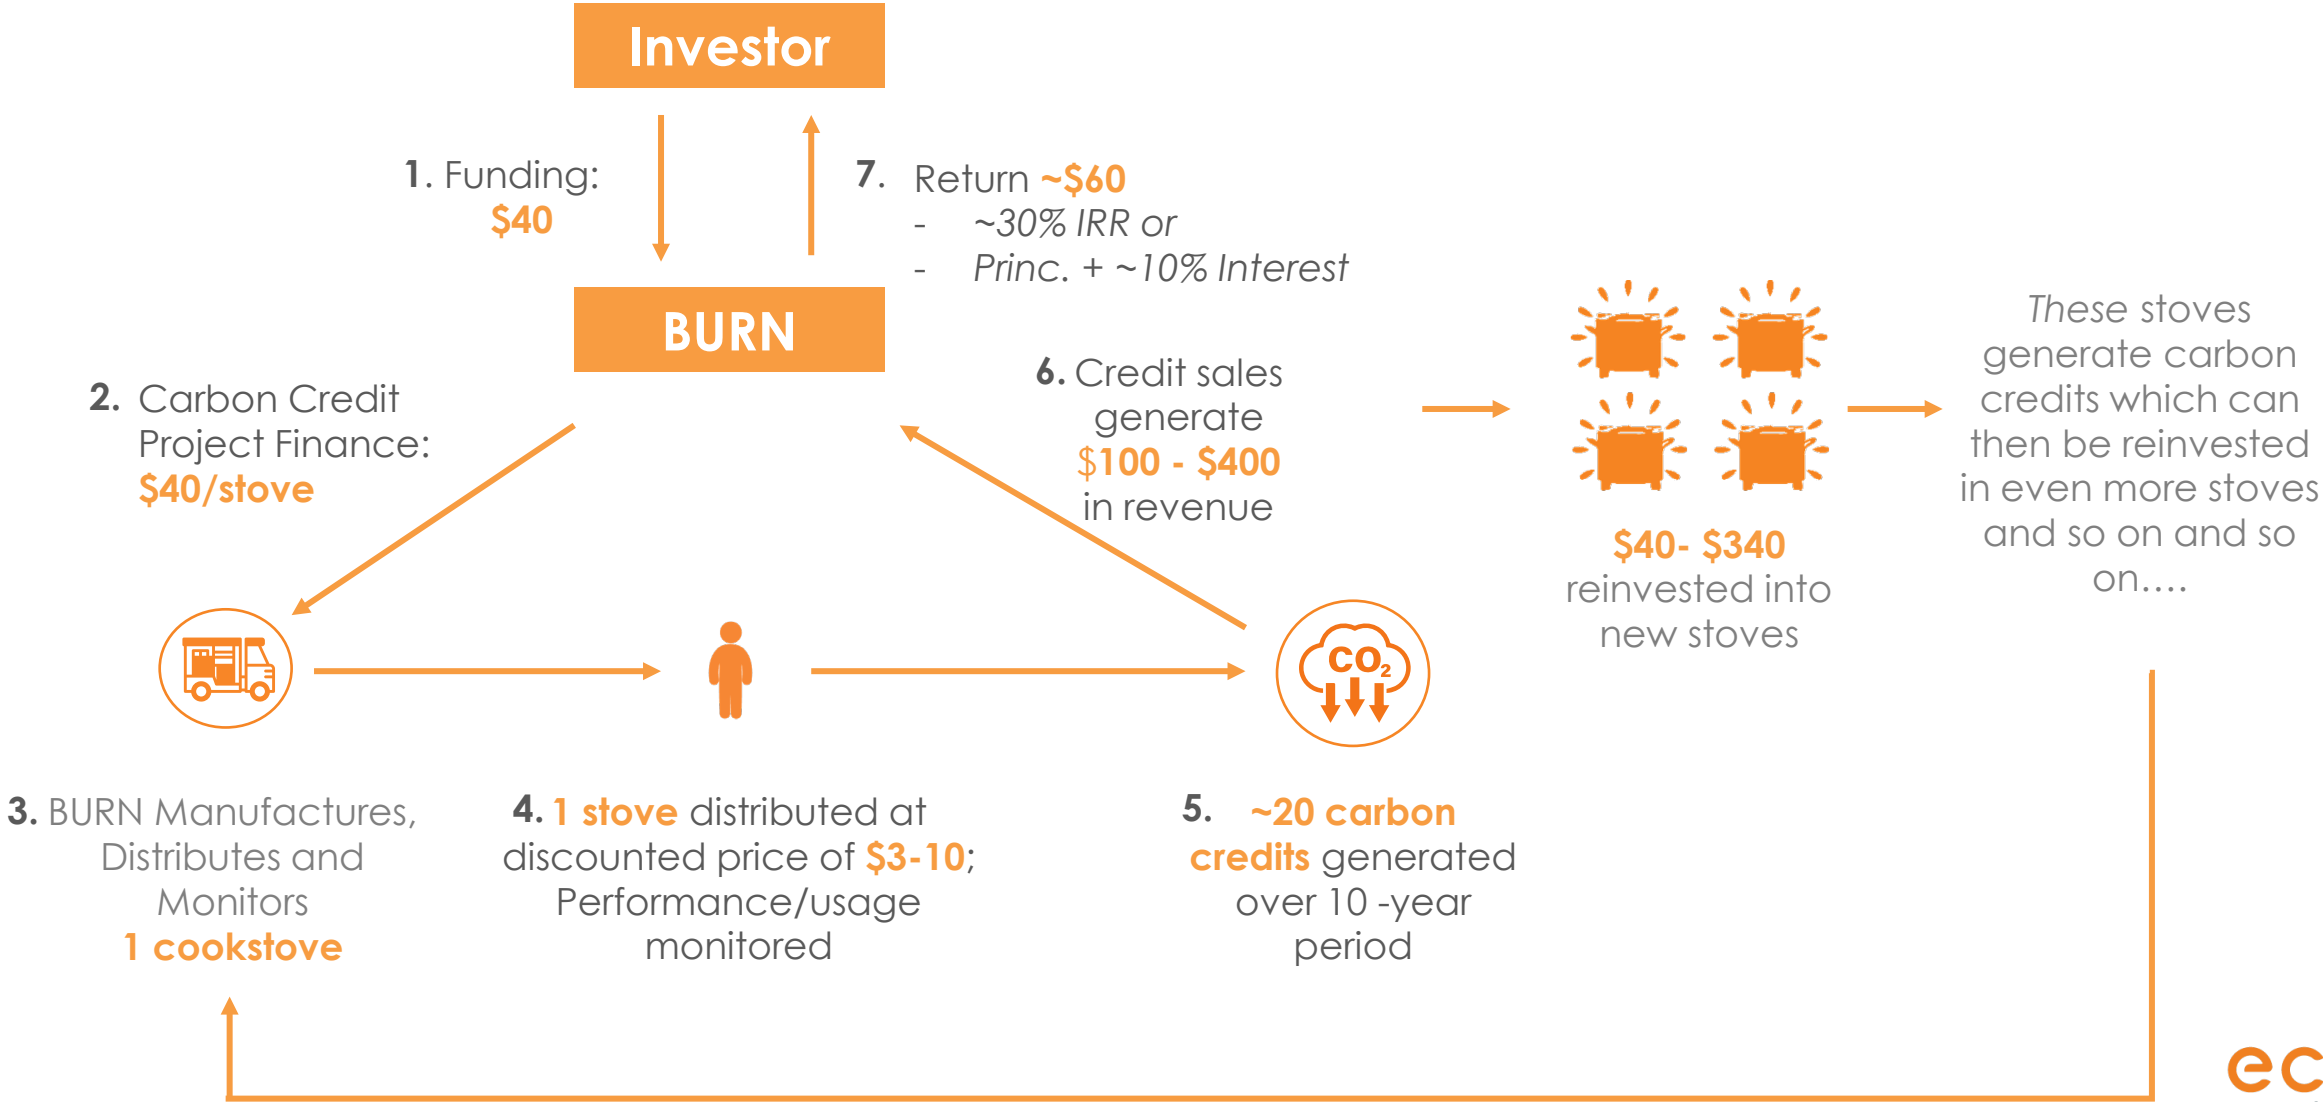 Investor
1. Funding:
$40
7. Return ~$60
- ~30% IRR or
- Princ. + ~10% Interest
BURN
2. Carbon Credit
Project Finance:
$40/stove
6. Credit sales
generate
$100 - $400
in revenue
$40- $340
reinvested into
new stoves
These stoves
generate carbon
credits which can
then be reinvested
in even more stoves
and so on and so
on....
CO2
3. BURN Manufactures,
Distributes and
Monitors
1 cookstove
4. 1 stove distributed at
discounted price of $3-10;
Performance/usage
monitored
5. ~20 carbon
credits generated
over 10 -year
period
ec